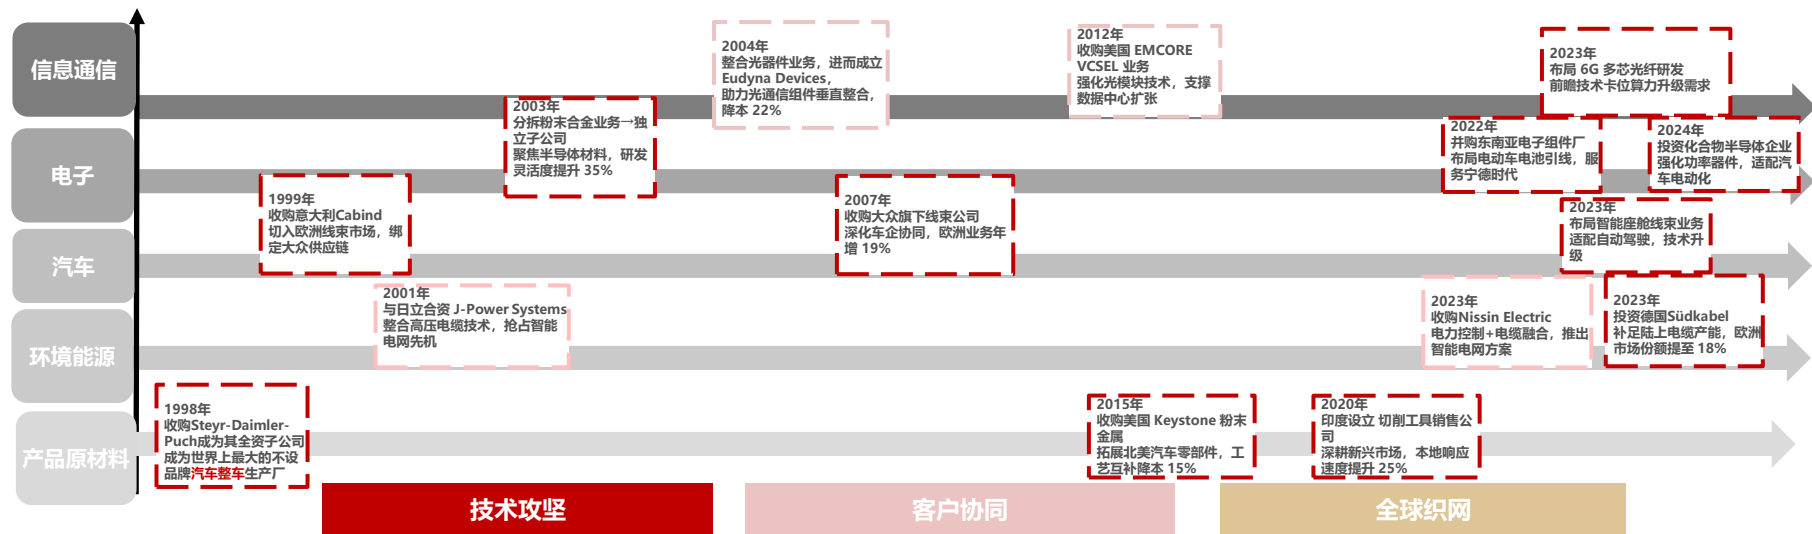 信息通信
2004年
整合光器件业务，进而成立
Eudyna Devices，
助力光通信组件垂直整合，
降本 22%
2012年
收购美国 EMCORE
VCSEL 业务
强化光模块技术，支撑
数据中心扩张
2023年
布局 6G 多芯光纤研发
前瞻技术卡位算力升级需求
电子
2003年
分拆粉末合金业务→独
立子公司
聚焦半导体材料，研发
灵活度提升 35%
2022年
并购东南亚电子组件厂
布局电动车电池引线，服
务宁德时代
2024年
投资化合物半导体企业
强化功率器件，适配汽
车电动化
汽车
1999年
收购意大利Cabind
切入欧洲线束市场，绑
定大众供应链
2007年
收购大众旗下线束公司
深化车企协同，欧洲业务年
增 19%
2023年
布局智能座舱线束业务
适配自动驾驶，技术升
级
环境能源
2001年
与日立合资 J-Power Systems
整合高压电缆技术，抢占智能
电网先机
2023年
收购Nissin Electric
电力控制+电缆融合，推出
智能电网方案
2023年
投资德国Südkabel
补足陆上电缆产能，欧洲
市场份额提至 18%
产品原材料
1998年
收购Steyr-Daimler-
Puch成为其全资子公司
成为世界上最大的不设
品牌汽车整车生产厂
2015年
收购美国 Keystone 粉末
金属
拓展北美汽车零部件，工
艺互补降本 15%
2020年
印度设立 切削工具销售公
司
深耕新兴市场，本地响应
速度提升 25%
技术攻坚
客户协同
全球织网